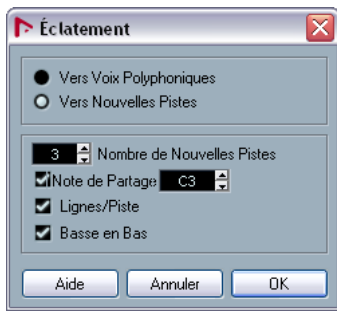 Éclatement
Vers Voix Polyphoniques
Vers Nouvelles Pistes
3 Nombre de Nouvelles Pistes
Note de Partage C3
Lignes/Piste
Basse en Bas
Aide Annuler OK